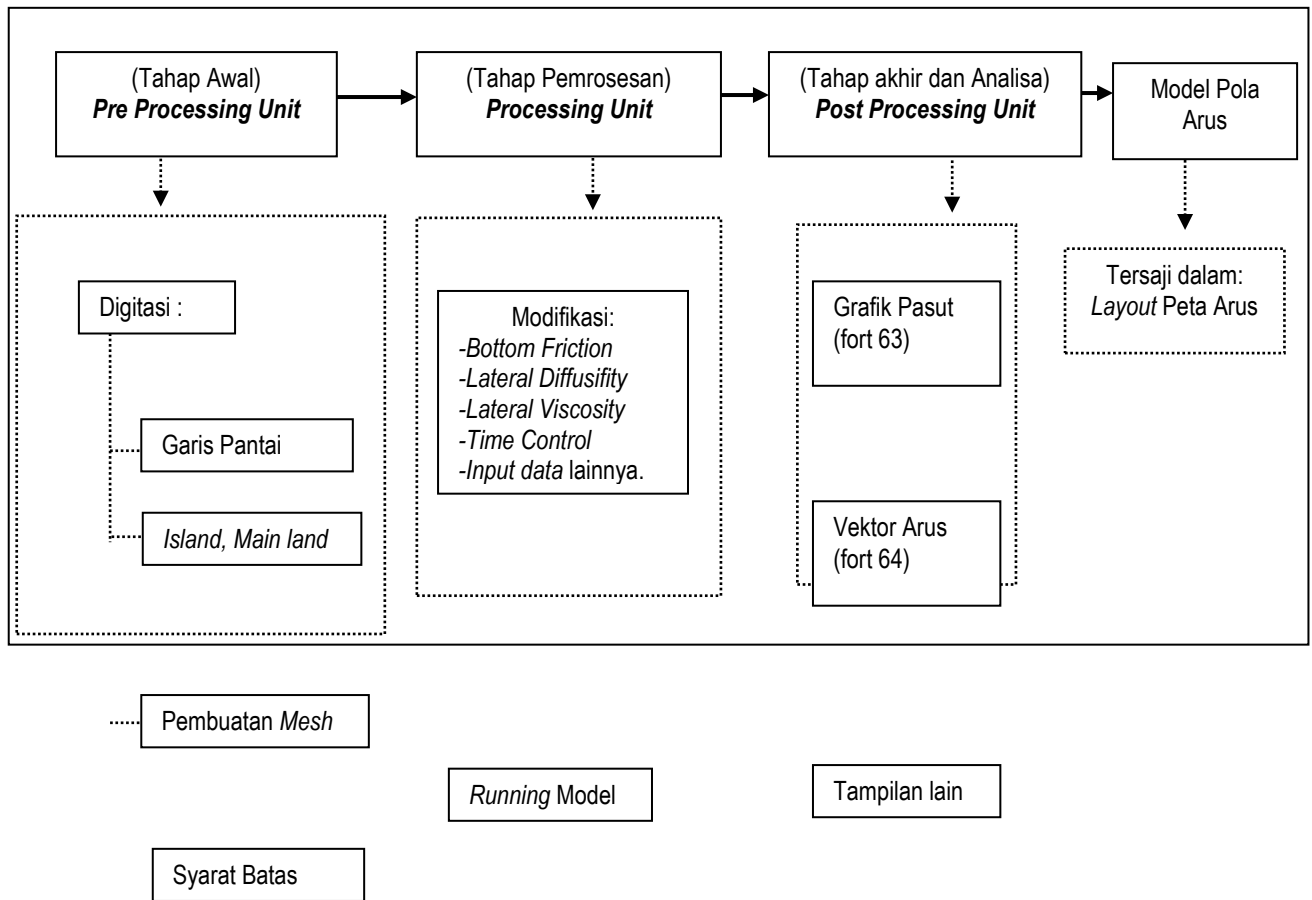 (Tahap Awal)
Pre Processing Unit
(Tahap Pemrosesan)
Processing Unit
(Tahap akhir dan Analisa)
Post Processing Unit
Model Pola
Arus
Digitasi :
Garis Pantai
Island, Main land
Modifikasi:
-Bottom Friction
-Lateral Diffusifity
-Lateral Viscosity
-Time Control
-Input data lainnya.
Grafik Pasut
(fort 63)
Vektor Arus
(fort 64)
Tersaji dalam:
Layout Peta Arus
Pembuatan Mesh
Running Model
Tampilan lain
Syarat Batas